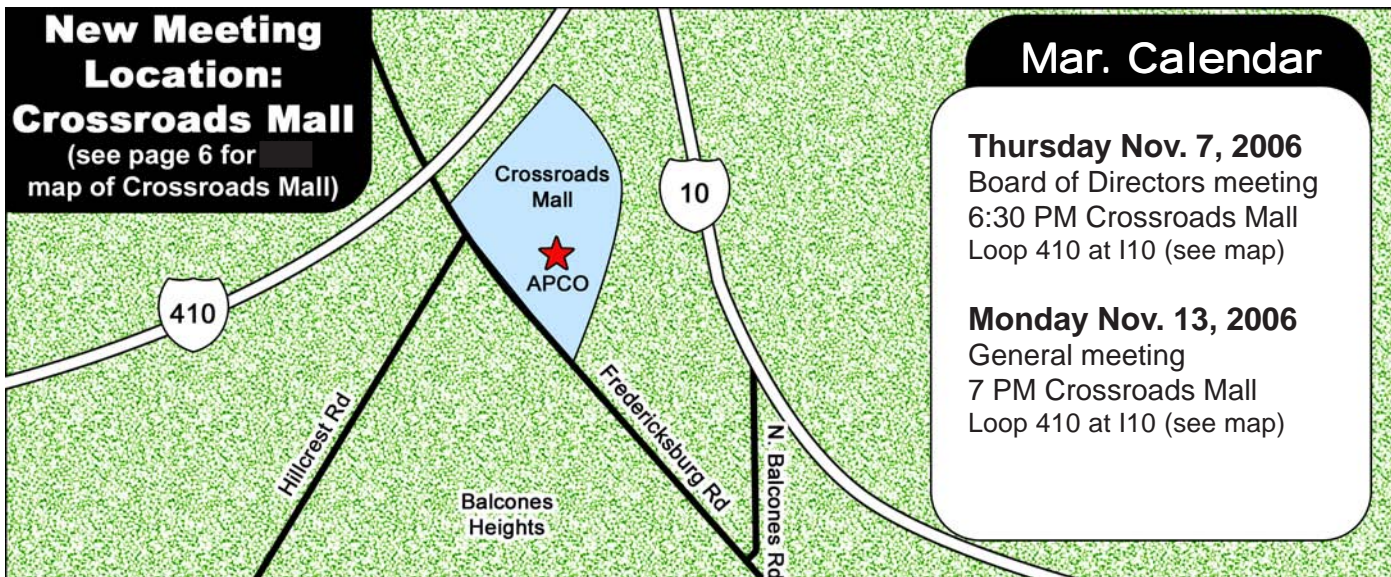 New Meeting
Location:
Crossroads Mall
(see page 6 for
map of Crossroads Mall)
Crossroads
Mall
APCO
10
410
Hillcrest Rd
Fredericksburg Rd
N. Balcones Rd
Balcones
Heights
Mar. Calendar
Thursday Nov. 7, 2006
Board of Directors meeting
6:30 PM Crossroads Mall
Loop 410 at I10 (see map)
Monday Nov. 13, 2006
General meeting
7 PM Crossroads Mall
Loop 410 at I10 (see map)